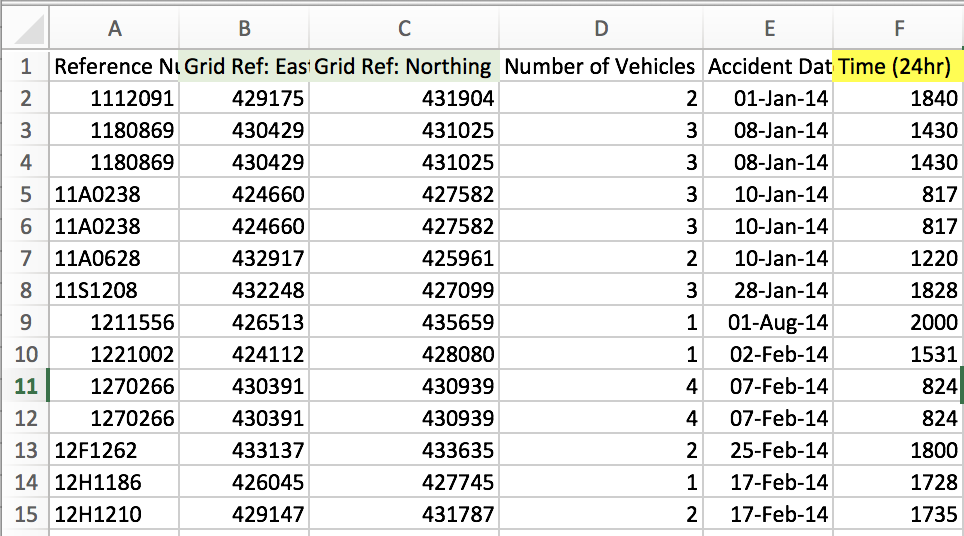 A B C D E F
1 Reference Nu Grid Ref: Eas Grid Ref: Northing Number of Vehicles Accident Dat Time (24hr)
2 1112091 429175 431904 2 01-Jan-14 1840
3 1180869 430429 431025 3 08-Jan-14 1430
4 1180869 430429 431025 3 08-Jan-14 1430
5 11A0238 424660 427582 3 10-Jan-14 817
6 11A0238 424660 427582 3 10-Jan-14 817
7 11A0628 432917 425961 2 10-Jan-14 1220
8 11S1208 432248 427099 3 28-Jan-14 1828
9 1211556 426513 435659 1 01-Aug-14 2000
10 1221002 424112 428080 1 02-Feb-14 1531
11 1270266 430391 430939 4 07-Feb-14 824
12 1270266 430391 430939 4 07-Feb-14 824
13 12F1262 433137 433635 2 25-Feb-14 1800
14 12H1186 426045 427745 1 17-Feb-14 1728
15 12H1210 429147 431787 2 17-Feb-14 1735